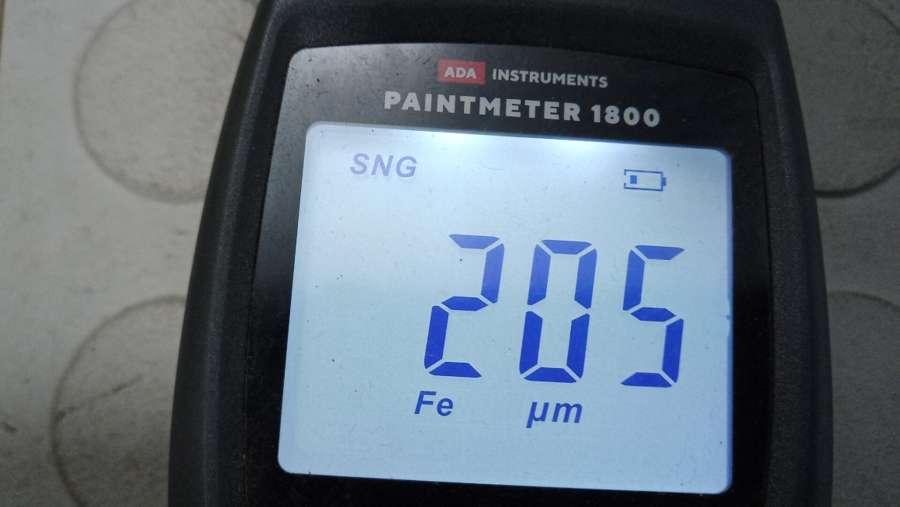 ADA INSTRUMENTS
PAINTMETER 1800
SNG
205
Fe µm